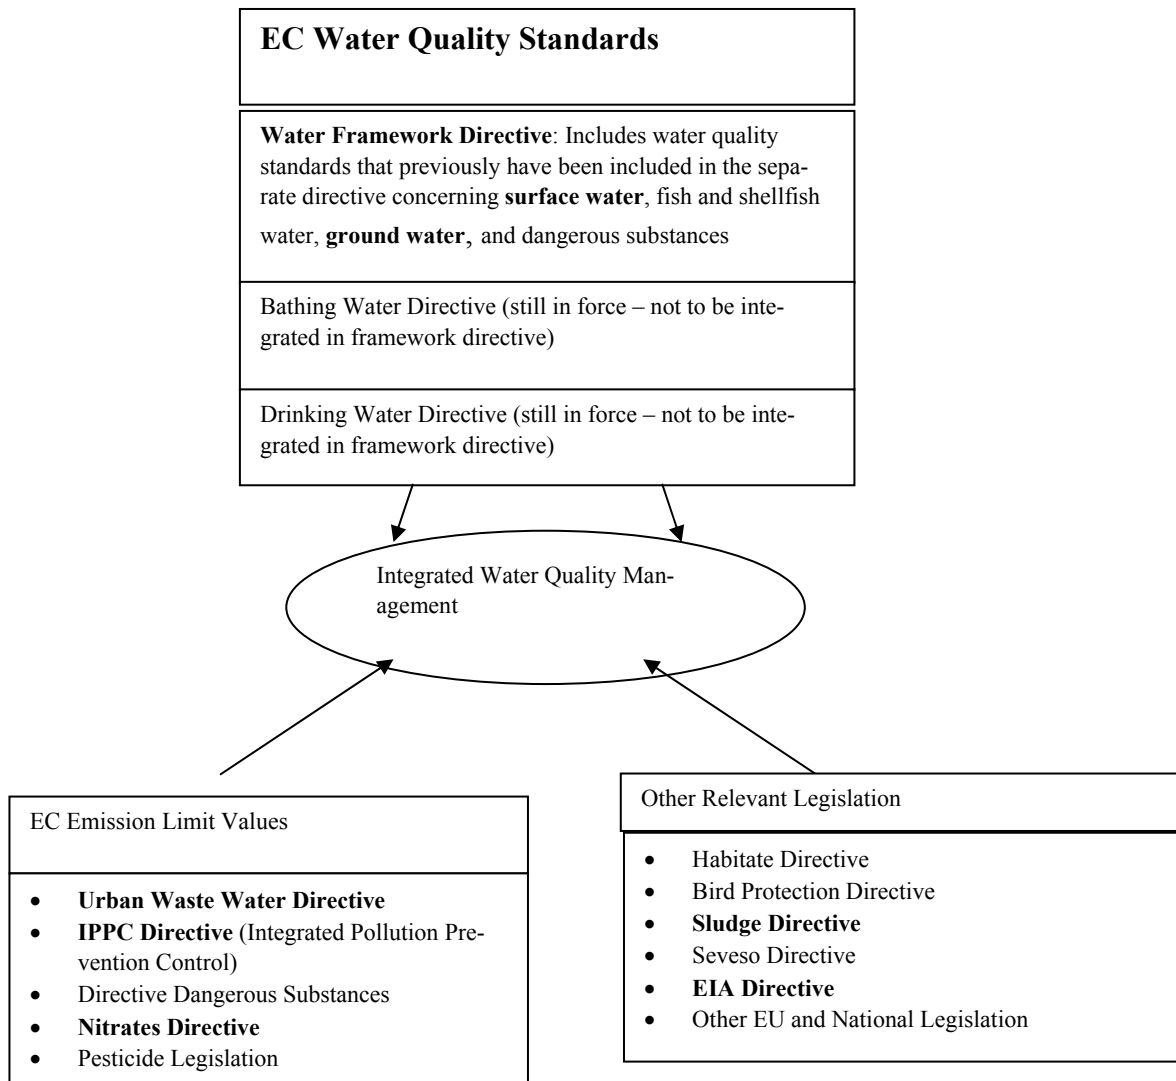 EC Water Quality Standards
Water Framework Directive: Includes water quality
standards that previously have been included in the sepa-
rate directive concerning surface water, fish and shellfish
water, ground water, and dangerous substances
Bathing Water Directive (still in force – not to be inte-
grated in framework directive)
Drinking Water Directive (still in force – not to be inte-
grated in framework directive)
Integrated Water Quality Man-
agement
EC Emission Limit Values
• Urban Waste Water Directive
• IPPC Directive (Integrated Pollution Pre-
vention Control)
• Directive Dangerous Substances
• Nitrates Directive
• Pesticide Legislation
Other Relevant Legislation
• Habitate Directive
• Bird Protection Directive
• Sludge Directive
• Seveso Directive
• EIA Directive
• Other EU and National Legislation